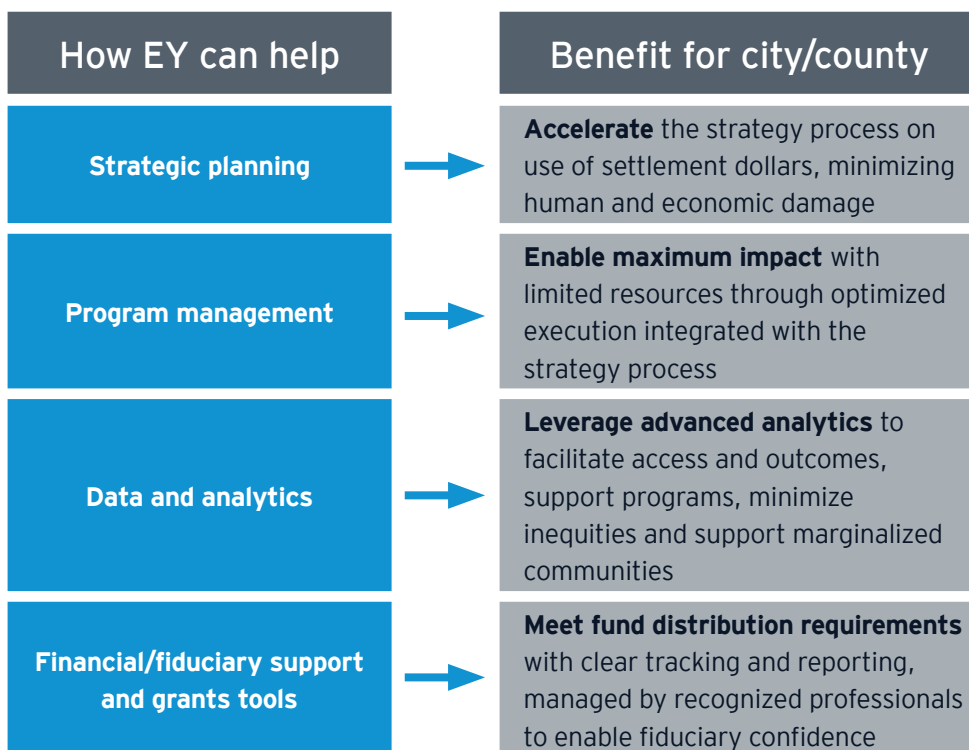 How EY can help
Benefit for city/county
Strategic planning
Accelerate the strategy process on
use of settlement dollars, minimizing
human and economic damage
Program management
Enable maximum impact with
limited resources through optimized
execution integrated with the
strategy process
Data and analytics
Leverage advanced analytics to
facilitate access and outcomes,
support programs, minimize
inequities and support marginalized
communities
Financial/fiduciary support
and grants tools
Meet fund distribution requirements
with clear tracking and reporting,
managed by recognized professionals
to enable fiduciary confidence